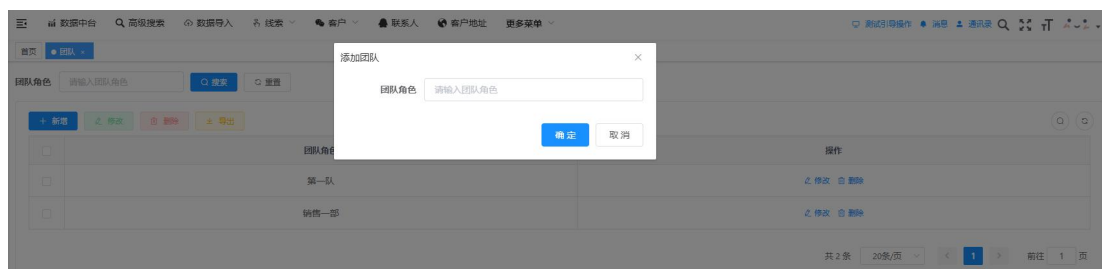 数据中台 高级搜索 数据导入 线索 客户 联系人 客户地址 更多菜单 测试引导操作 消息 通讯录
首页 团队 ×
添加团队
团队角色 请输入团队角色 搜索 重置
团队角色 请输入团队角色
+ 新增 修改 删除 导出
确定 取消
团队角 操作
第一队 修改 删除
销售一部 修改 删除
共 2 条 20条/页 < 1 > 前往 1 页